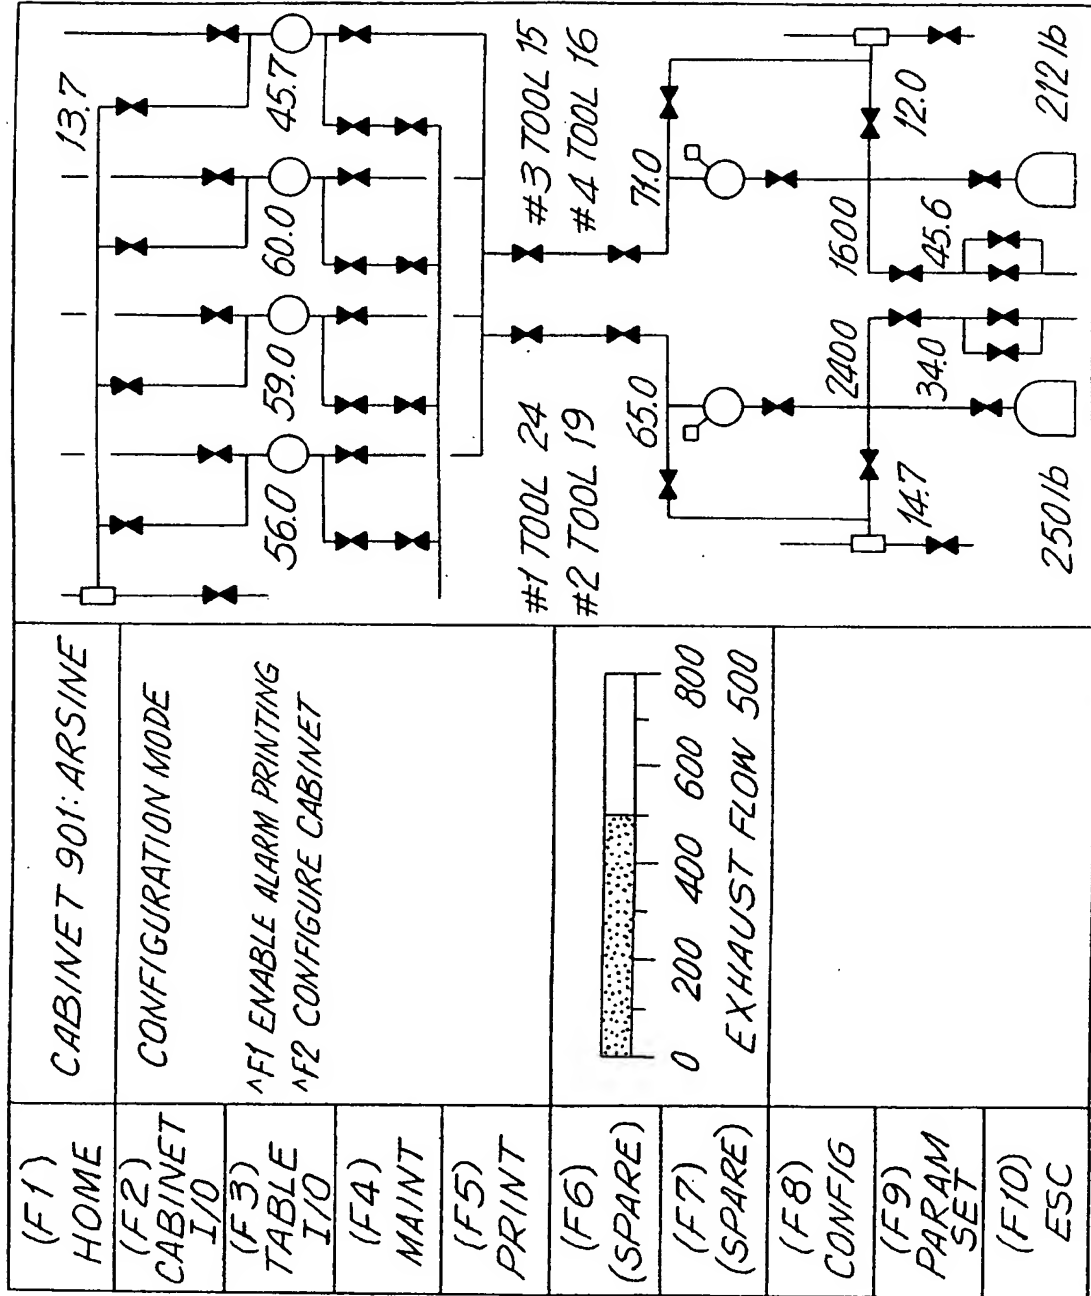 (F1)
HOME
(F2)
CABINET
I/O
(F3)
TABLE
I/O
(F4)
MAINT
(F5)
PRINT
(F6)
(SPARE)
(F7)
(SPARE)
(F8)
CONFIG
(F9)
PARAM
SET
(F10)
ESC
CABINET 901: ARSINE
CONFIGURATION MODE
^F1 ENABLE ALARM PRINTING
^F2 CONFIGURE CABINET
0 200 400 600 800
EXHAUST FLOW 500
13.7
56.0 59.0 60.0 45.7
#1 TOOL 24 #3 TOOL 15
#2 TOOL 19 #4 TOOL 16
65.0 71.0
2400 1600
14.7 34.0 45.6 12.0
250 lb 212 lb